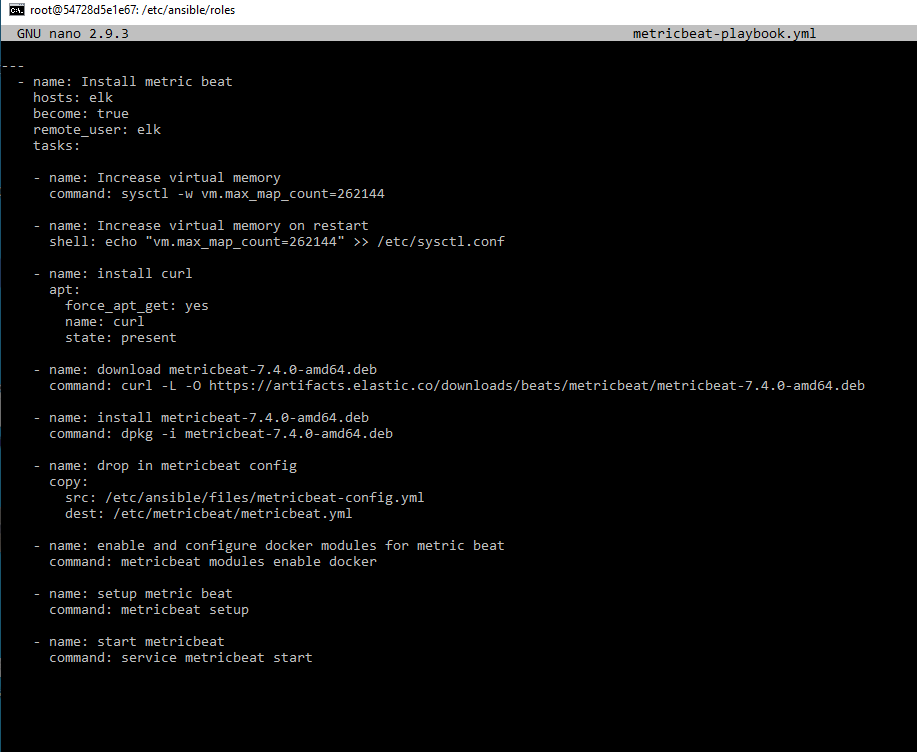 root@54728d5e1e67: /etc/ansible/roles
GNU nano 2.9.3 metricbeat-playbook.yml
---
- name: Install metric beat
hosts: elk
become: true
remote_user: elk
tasks:
- name: Increase virtual memory
command: sysctl -w vm.max_map_count=262144
- name: Increase virtual memory on restart
shell: echo "vm.max_map_count=262144" >> /etc/sysctl.conf
- name: install curl
apt:
force_apt_get: yes
name: curl
state: present
- name: download metricbeat-7.4.0-amd64.deb
command: curl -L -O https://artifacts.elastic.co/downloads/beats/metricbeat/metricbeat-7.4.0-amd64.deb
- name: install metricbeat-7.4.0-amd64.deb
command: dpkg -i metricbeat-7.4.0-amd64.deb
- name: drop in metricbeat config
copy:
src: /etc/ansible/files/metricbeat-config.yml
dest: /etc/metricbeat/metricbeat.yml
- name: enable and configure docker modules for metric beat
command: metricbeat modules enable docker
- name: setup metric beat
command: metricbeat setup
- name: start metricbeat
command: service metricbeat start